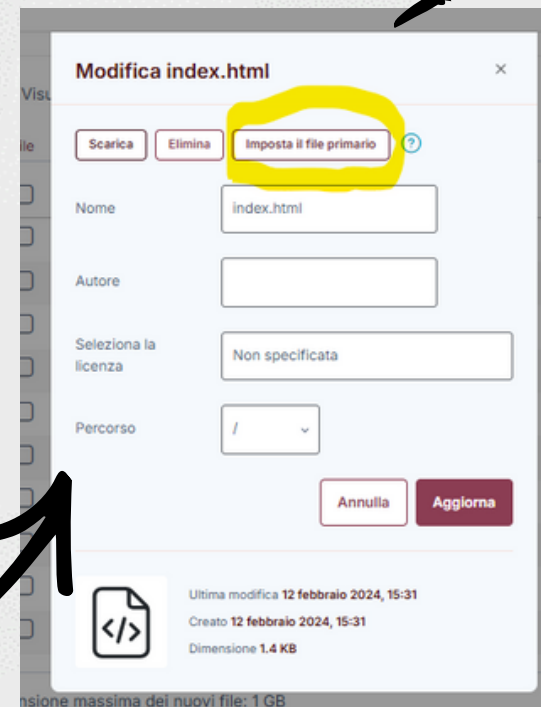 Modifica index.html
×
Visu
ile
Scarica Elimina Imposta il file primario ?
Nome index.html
Autore
Seleziona la
licenza
Non specificata
Percorso /
Annulla Aggiorna
</>
Ultima modifica 12 febbraio 2024, 15:31
Creato 12 febbraio 2024, 15:31
Dimensione 1.4 KB
nsione massima dei nuovi file: 1 GB